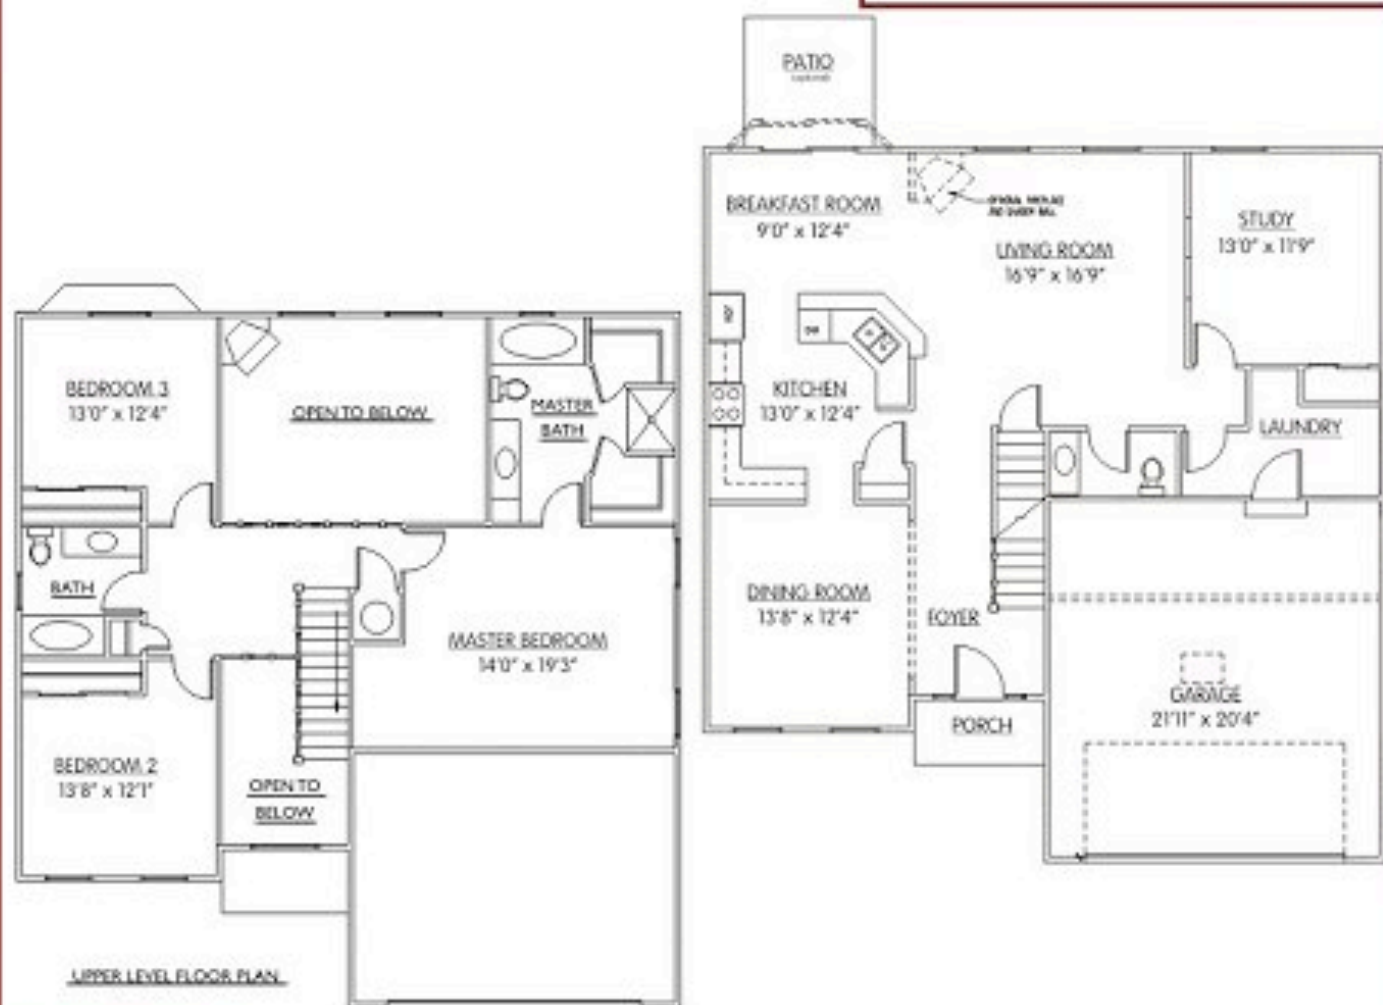 PATIO
(optional)
BREAKFAST ROOM
9'0" x 12'4"
LIVING ROOM
16'9" x 16'9"
STUDY
13'0" x 11'9"
REF
DW
KITCHEN
13'0" x 12'4"
LAUNDRY
DINING ROOM
13'8" x 12'4"
FOYER
PORCH
GARAGE
21'11" x 20'4"
BEDROOM 3
13'0" x 12'4"
OPEN TO BELOW
MASTER
BATH
BATH
MASTER BEDROOM
14'0" x 19'3"
BEDROOM 2
13'8" x 12'1"
OPEN TO
BELOW
UPPER LEVEL FLOOR PLAN